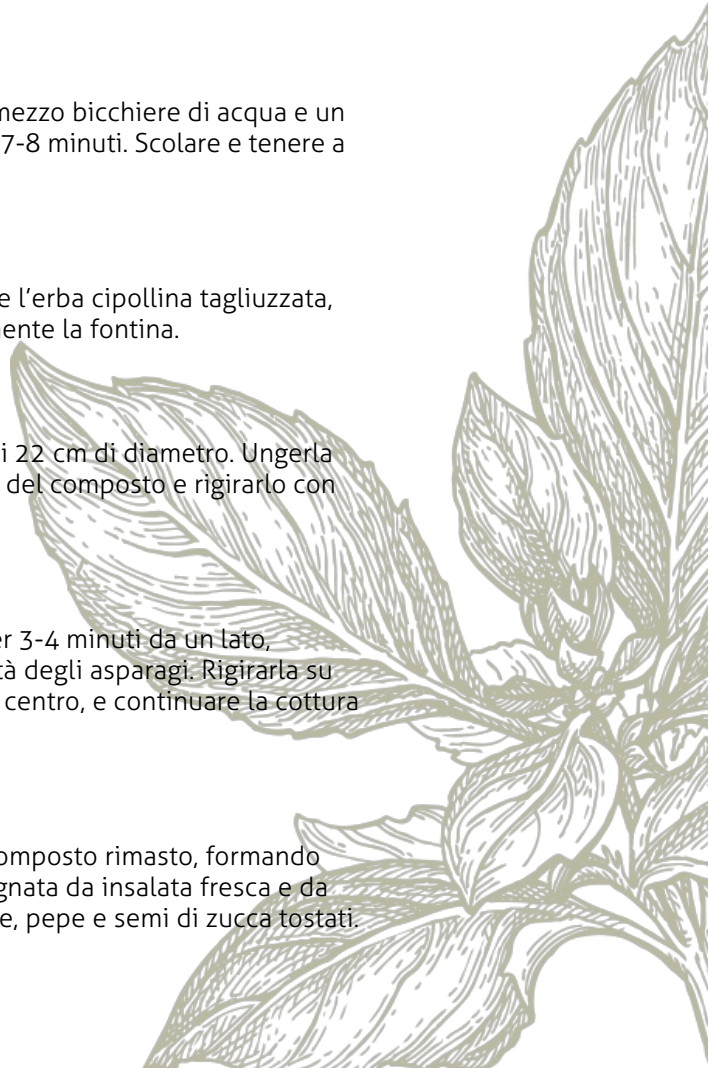 mezzo bicchiere di acqua e un
7-8 minuti. Scolare e tenere a
e l’erba cipollina tagliuzzata,
ente la fontina.
i 22 cm di diametro. Ungerla
del composto e rigirarlo con
er 3-4 minuti da un lato,
tà degli asparagi. Rigirarla su
centro, e continuare la cottura
omposto rimasto, formando
gnata da insalata fresca e da
e, pepe e semi di zucca tostati.